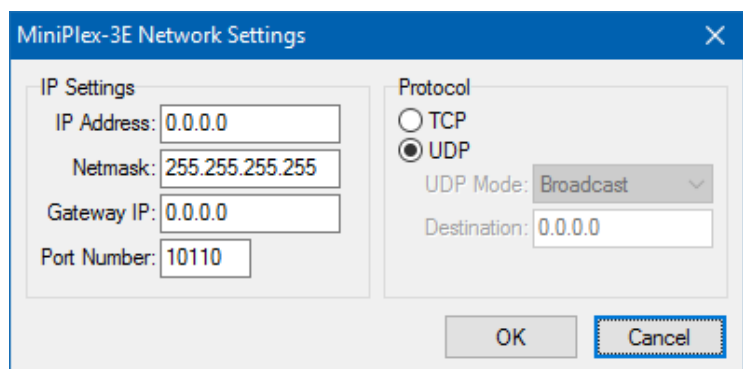 MiniPlex-3E Network Settings
IP Settings
IP Address: 0.0.0.0
Netmask: 255.255.255.255
Gateway IP: 0.0.0.0
Port Number: 10110
Protocol
TCP
UDP
UDP Mode: Broadcast
Destination: 0.0.0.0
OK
Cancel